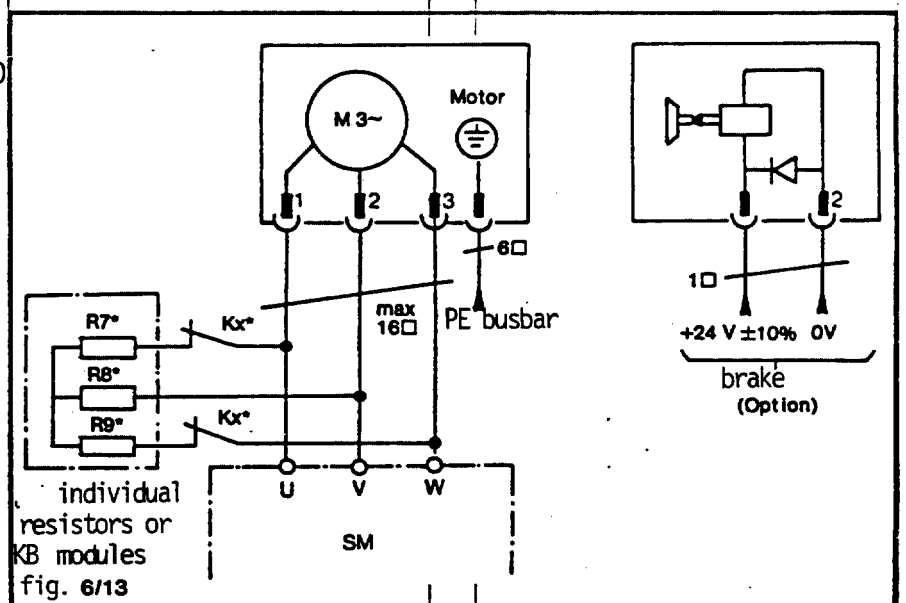 Motor
M 3~
1 2 3
2
6□
1□
max
16□
PE busbar
+24 V ±10% 0V
brake
(Option)
R7*
Kx*
R8*
R9*
Kx*
U V W
SM
individual
resistors or
KB modules
fig. 6/13